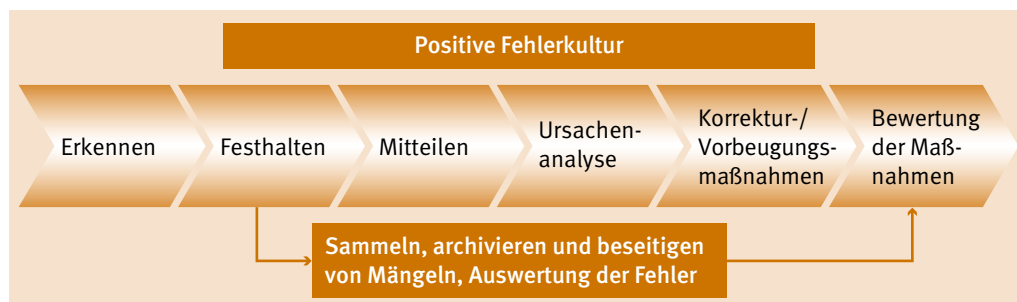 Positive Fehlerkultur
Erkennen
Festhalten
Mitteilen
Ursachen-
analyse
Korrektur-/
Vorbeugungs-
maßnahmen
Bewertung
der Maß-
nahmen
Sammeln, archivieren und beseitigen
von Mängeln, Auswertung der Fehler